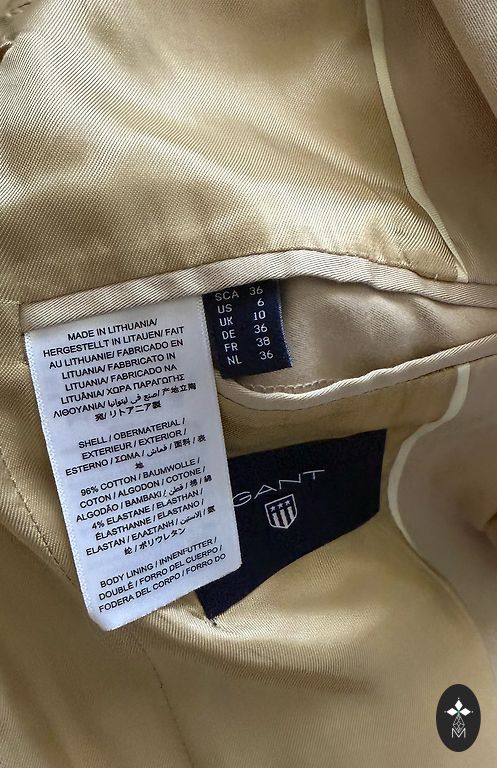 SCA 36
US 6
UK 10
DE 36
FR 38
NL 36
MADE IN LITHUANIA/
HERGESTELLT IN LITAUEN/ FAIT
AU LITHUANIE/ FABRICADO EN
LITUANIA/ FABBRICATO IN
LITUANIA/ FABRICADO NA
LITUÂNIA/ ΧΩΡΑ ΠΑΡΑΓΩΓΗΣ
ΛΙΘΟΥΑΝΙΑ/ صنع في ليتوانيا/ 产地立陶
宛/ リトアニア製
SHELL / OBERMATERIAL /
EXTERIEUR / EXTERIOR /
ESTERNO / ΣΩΜΑ / قماش / 面料 / 表
地
96% COTTON / BAUMWOLLE /
COTON / ALGODON / COTONE /
ALGODÃO / ΒΑΜΒΑΚΙ / قطن / 棉 / 綿
4% ELASTANE / ELASTHAN /
ÉLASTHANNE / ELASTANO /
ELASTAN / ΕΛΑΣΤΑΝΗ / الاستين / 氨
纶 / ポリウレタン
BODY LINING / INNENFUTTER /
DOUBLÉ / FORRO DEL CUERPO /
FODERA DEL CORPO / FORRO DO
GANT
M